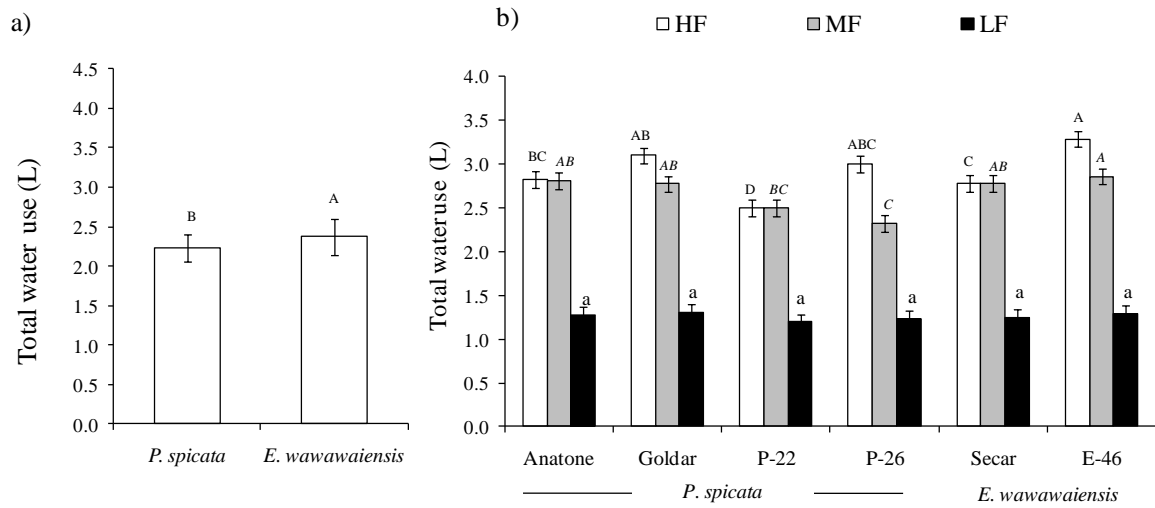 a)
Total water use (L)
4.5
4.0
3.5
3.0
2.5
2.0
1.5
1.0
0.5
0.0
B
A
P. spicata
E. wawawaiensis
b)
HF
MF
LF
Total wateruse (L)
4.0
3.5
3.0
2.5
2.0
1.5
1.0
0.5
0.0
BC
AB
a
AB
AB
a
D
BC
a
ABC
C
a
C
AB
a
A
A
a
Anatone
Goldar
P-22
P-26
Secar
E-46
P. spicata
E. wawawaiensis